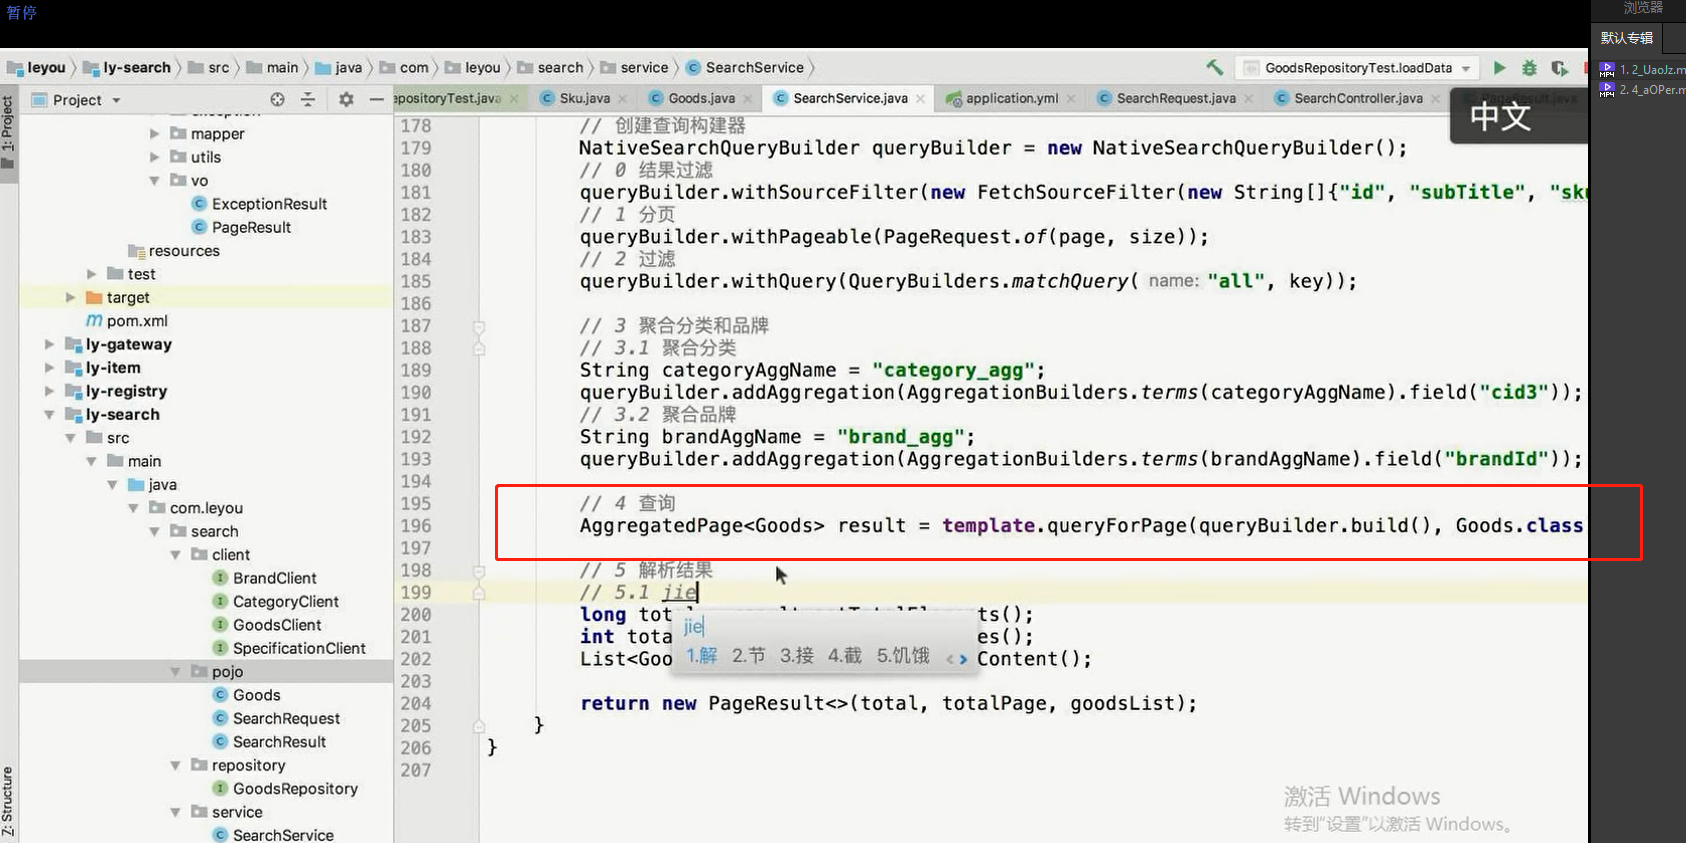 暂停
浏览器
默认专辑
1. 2_UaoJz.m
2. 4_aOPer.m
leyou ly-search src main java com leyou search service SearchService
GoodsRepositoryTest.loadData
Project
epositoryTest.java Sku.java Goods.java SearchService.java application.yml SearchRequest.java SearchController.java PageResult.java
中文
1: Project
Z: Structure
exception
mapper
utils
vo
ExceptionResult
PageResult
resources
test
target
pom.xml
ly-gateway
ly-item
ly-registry
ly-search
src
main
java
com.leyou
search
client
BrandClient
CategoryClient
GoodsClient
SpecificationClient
pojo
Goods
SearchRequest
SearchResult
repository
GoodsRepository
service
SearchService
178 // 创建查询构建器
179 NativeSearchQueryBuilder queryBuilder = new NativeSearchQueryBuilder();
180 // 0 结果过滤
181 queryBuilder.withSourceFilter(new FetchSourceFilter(new String[]{"id", "subTitle", "sku
182 // 1 分页
183 queryBuilder.withPageable(PageRequest.of(page, size));
184 // 2 过滤
185 queryBuilder.withQuery(QueryBuilders.matchQuery( name: "all", key));
186
187 // 3 聚合分类和品牌
188 // 3.1 聚合分类
189 String categoryAggName = "category_agg";
190 queryBuilder.addAggregation(AggregationBuilders.terms(categoryAggName).field("cid3"));
191 // 3.2 聚合品牌
192 String brandAggName = "brand_agg";
193 queryBuilder.addAggregation(AggregationBuilders.terms(brandAggName).field("brandId"));
194
195 // 4 查询
196 AggregatedPage<Goods> result = template.queryForPage(queryBuilder.build(), Goods.class
197
198 // 5 解析结果
199 // 5.1 jie
200 long tot ts();
201 int tota es();
202 List<Goo Content();
203
204 return new PageResult<>(total, totalPage, goodsList);
205 }
206 }
207
jie
1.解 2.节 3.接 4.截 5.饥饿 < >
激活 Windows
转到"设置"以激活 Windows。